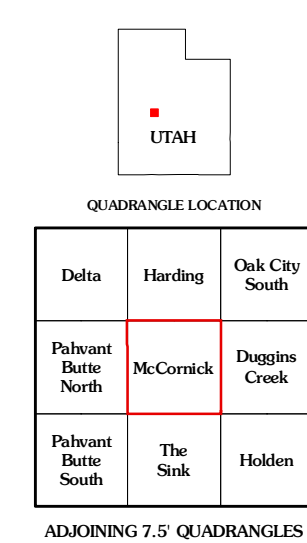 UTAH
QUADRANGLE LOCATION
Delta
Harding
Oak City
South
Pahvant
Butte
North
McCornick
Duggins
Creek
Pahvant
Butte
South
The
Sink
Holden
ADJOINING 7.5' QUADRANGLES